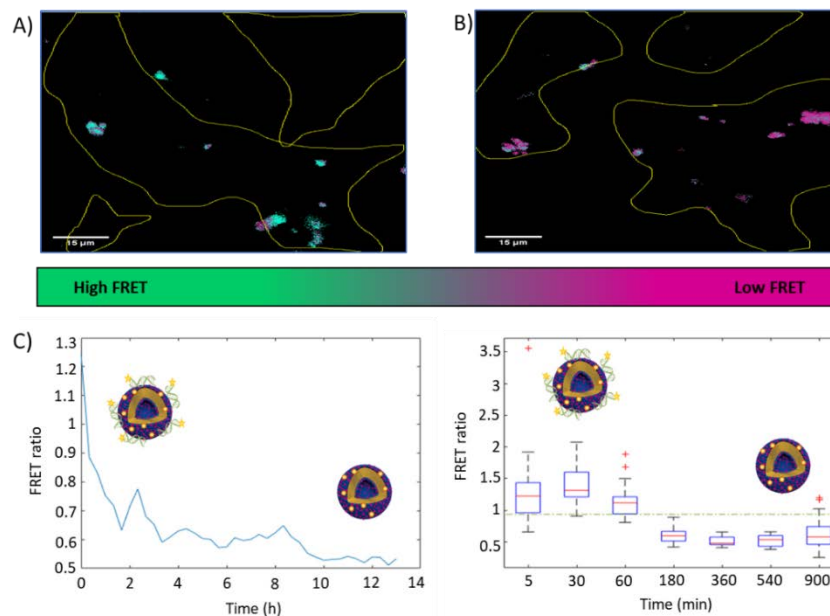 A)
B)
15 µm
15 µm
High FRET
Low FRET
C)
1.3
1.2
1.1
1
0.9
0.8
0.7
0.6
0.5
FRET ratio
0 2 4 6 8 10 12 14
Time (h)
3.5
3
2.5
2
1.5
1
0.5
FRET ratio
5 30 60 180 360 540 900
Time (min)